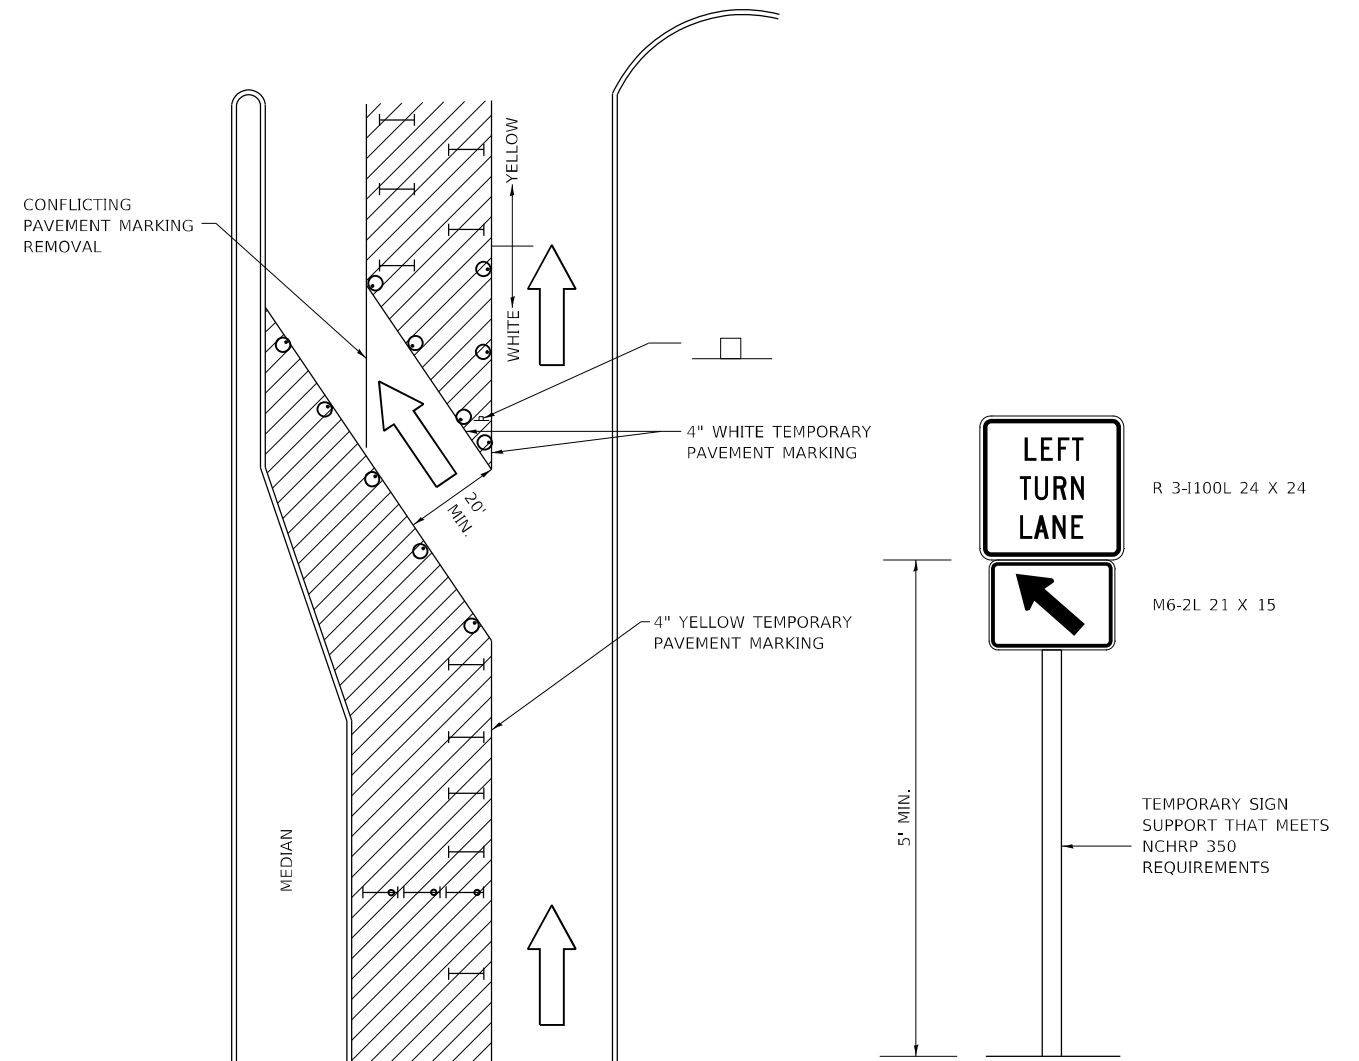 YELLOW
CONFLICTING
PAVEMENT MARKING
REMOVAL
WHITE
4" WHITE TEMPORARY
PAVEMENT MARKING
20'
MIN.
LEFT
TURN
LANE
R 3-I100L 24 X 24
M6-2L 21 X 15
4" YELLOW TEMPORARY
PAVEMENT MARKING
5' MIN.
MEDIAN
TEMPORARY SIGN
SUPPORT THAT MEETS
NCHRP 350
REQUIREMENTS